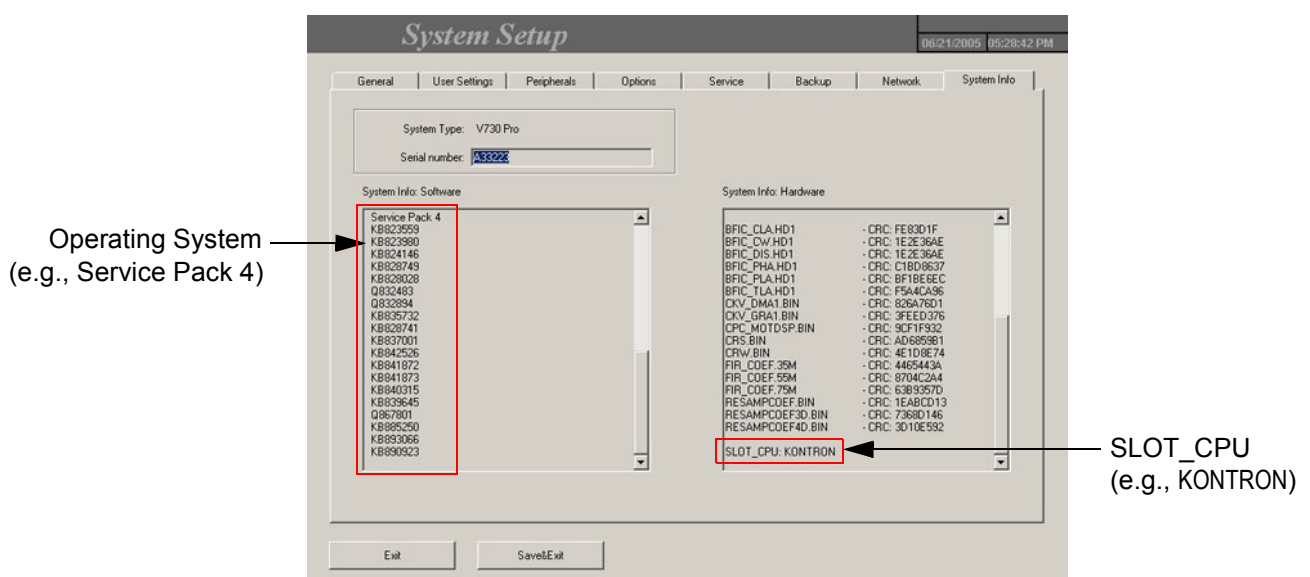 System Setup
06/21/2005 05:28:42 PM
General User Settings Peripherals Options Service Backup Network System Info
System Type: V730 Pro
Serial number: A33223
System Info: Software
Service Pack 4
KB823559
KB823980
KB824146
KB828749
KB828028
Q832483
Q832894
KB835732
KB828741
KB837001
KB842526
KB841872
KB841873
KB840315
KB839645
Q867801
KB885250
KB893066
KB890923
Operating System
(e.g., Service Pack 4)
System Info: Hardware
BFIC_CLA.HD1 - CRC: FE83D1F
BFIC_CW.HD1 - CRC: 1E2E36AE
BFIC_DIS.HD1 - CRC: 1E2E36AE
BFIC_PHA.HD1 - CRC: C1BD8637
BFIC_PLA.HD1 - CRC: BF1BE6EC
BFIC_TLA.HD1 - CRC: F5A4CA96
CKV_DMA1.BIN - CRC: 826A76D1
CKV_GRA1.BIN - CRC: 3FEED376
CPC_MOTDSP.BIN - CRC: 9CF1F932
CRS.BIN - CRC: AD6859B1
CRW.BIN - CRC: 4E1D8E74
FIR_COEF.35M - CRC: 4465443A
FIR_COEF.55M - CRC: 8704C2A4
FIR_COEF.75M - CRC: 63B9357D
RESAMPCOEF.BIN - CRC: 1EABCD13
RESAMPCOEF3D.BIN - CRC: 7368D146
RESAMPCOEF4D.BIN - CRC: 3D10E592
SLOT_CPU: KONTRON
SLOT_CPU
(e.g., KONTRON)
Exit Save&Exit